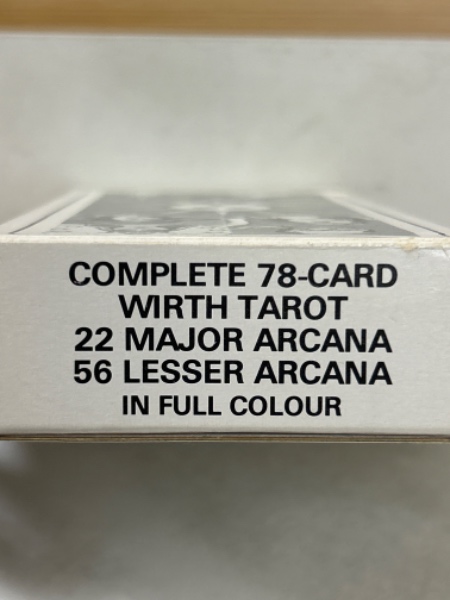 COMPLETE 78-CARD
WIRTH TAROT
22 MAJOR ARCANA
56 LESSER ARCANA
IN FULL COLOUR